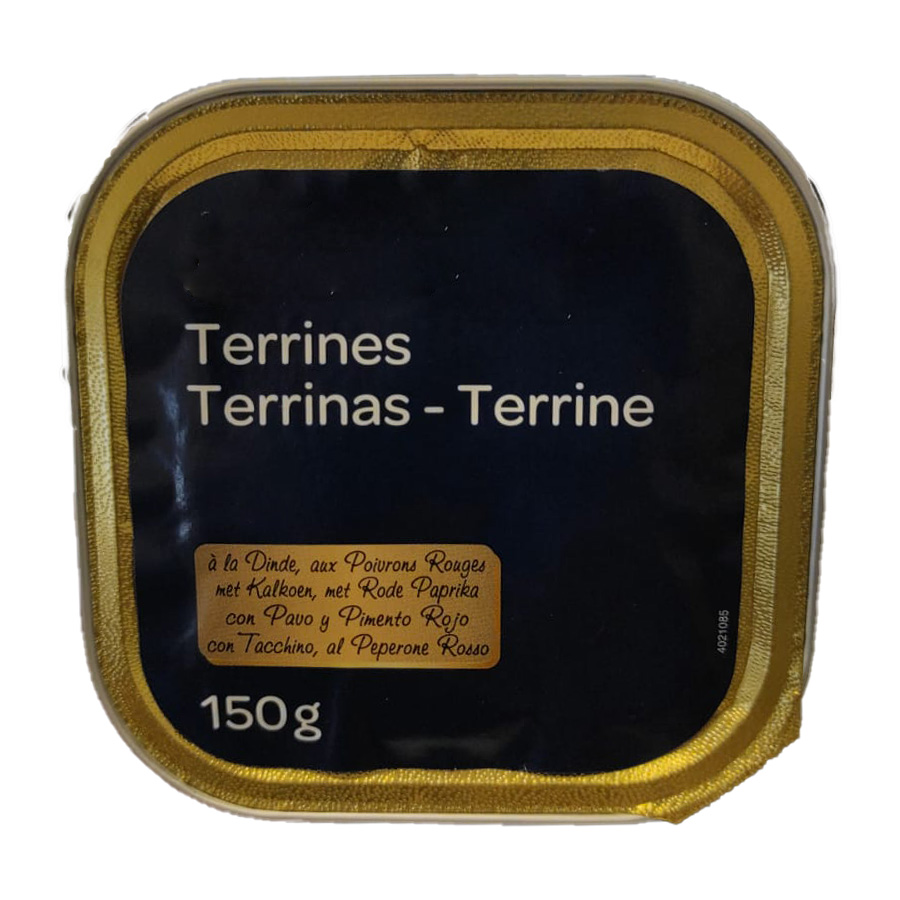 Terrines
Terrinas - Terrine
à la Dinde, aux Poivrons Rouges
met Kalkoen, met Rode Paprika
con Pavo y Pimento Rojo
con Tacchino, al Peperone Rosso
150g
4021085